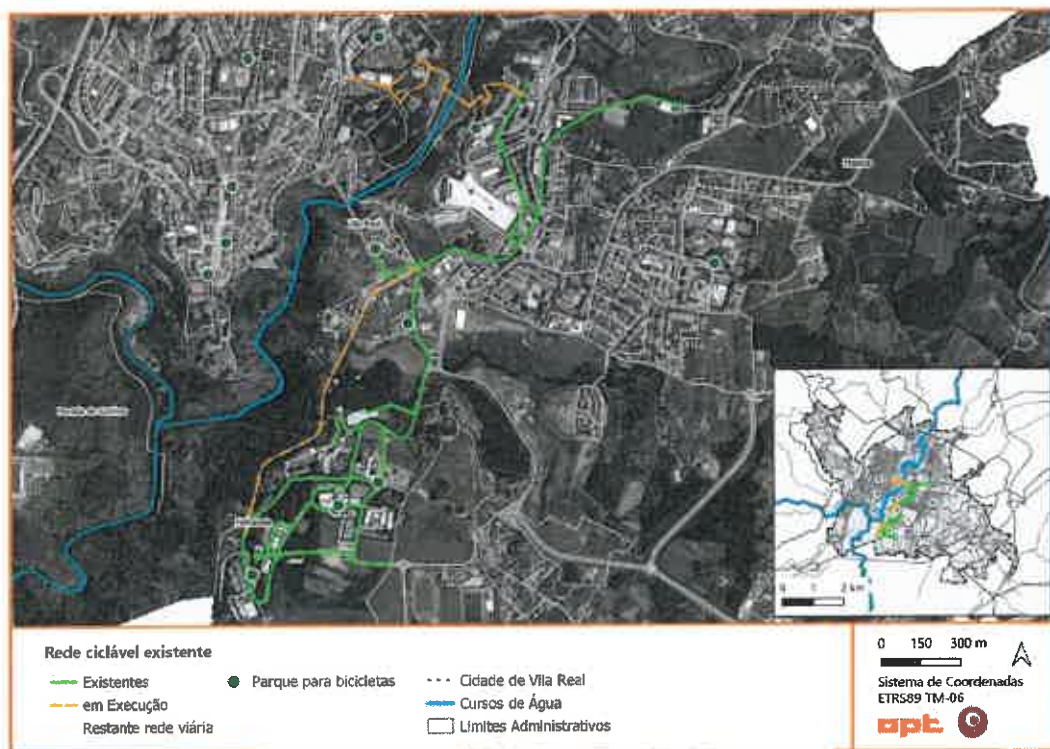 0 1 2 km
Rede ciclável existente
Existentes
em Execução
Restante rede viária
Parque para bicicletas
Cidade de Vila Real
Cursos de Água
Limites Administrativos
0 150 300 m
Sistema de Coordenadas
ETRS89 TM-06
opt